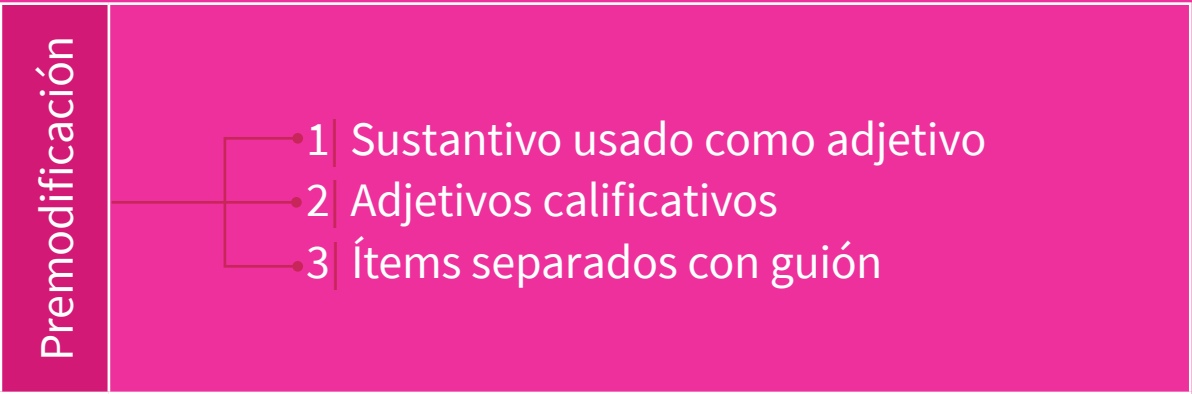 Premodificación
1 Sustantivo usado como adjetivo
2 Adjetivos calificativos
3 Ítems separados con guión